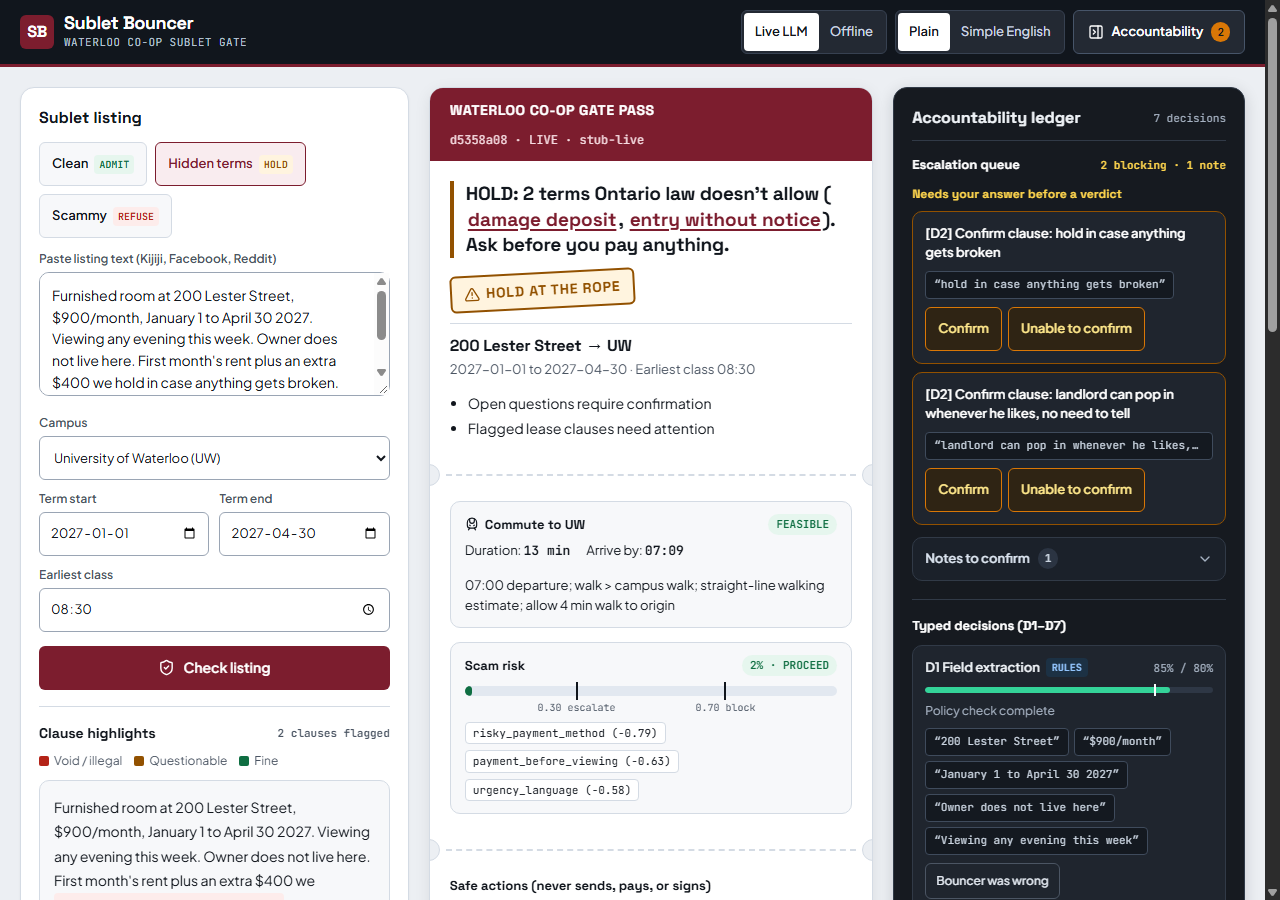 SB
Sublet Bouncer
WATERLOO CO-OP SUBLET GATE
Live LLM Offline
Plain Simple English
Accountability 2
Sublet listing
Clean ADMIT
Hidden terms HOLD
Scammy REFUSE
Paste listing text (Kijiji, Facebook, Reddit)
Furnished room at 200 Lester Street,
$900/month, January 1 to April 30 2027.
Viewing any evening this week. Owner does
not live here. First month's rent plus an extra
$400 we hold in case anything gets broken.
Campus
University of Waterloo (UW)
Term start Term end
2027-01-01 2027-04-30
Earliest class
08:30
Check listing
Clause highlights 2 clauses flagged
Void / illegal Questionable Fine
Furnished room at 200 Lester Street,
$900/month, January 1 to April 30 2027. Viewing
any evening this week. Owner does not live here.
First month's rent plus an extra $400 we
WATERLOO CO-OP GATE PASS
d5358a08 · LIVE · stub-live
HOLD: 2 terms Ontario law doesn’t allow (
damage deposit, entry without notice).
Ask before you pay anything.
HOLD AT THE ROPE
200 Lester Street → UW
2027-01-01 to 2027-04-30 · Earliest class 08:30
• Open questions require confirmation
• Flagged lease clauses need attention
Commute to UW FEASIBLE
Duration: 13 min Arrive by: 07:09
07:00 departure; walk > campus walk; straight-line walking
estimate; allow 4 min walk to origin
Scam risk 2% · PROCEED
0.30 escalate 0.70 block
risky_payment_method (-0.79)
payment_before_viewing (-0.63)
urgency_language (-0.58)
Safe actions (never sends, pays, or signs)
Accountability ledger 7 decisions
Escalation queue 2 blocking · 1 note
Needs your answer before a verdict
[D2] Confirm clause: hold in case anything
gets broken
“hold in case anything gets broken”
Confirm Unable to confirm
[D2] Confirm clause: landlord can pop in
whenever he likes, no need to tell
“landlord can pop in whenever he likes,…
Confirm Unable to confirm
Notes to confirm 1
Typed decisions (D1–D7)
D1 Field extraction RULES 85% / 80%
Policy check complete
“200 Lester Street” “$900/month”
“January 1 to April 30 2027”
“Owner does not live here”
“Viewing any evening this week”
Bouncer was wrong